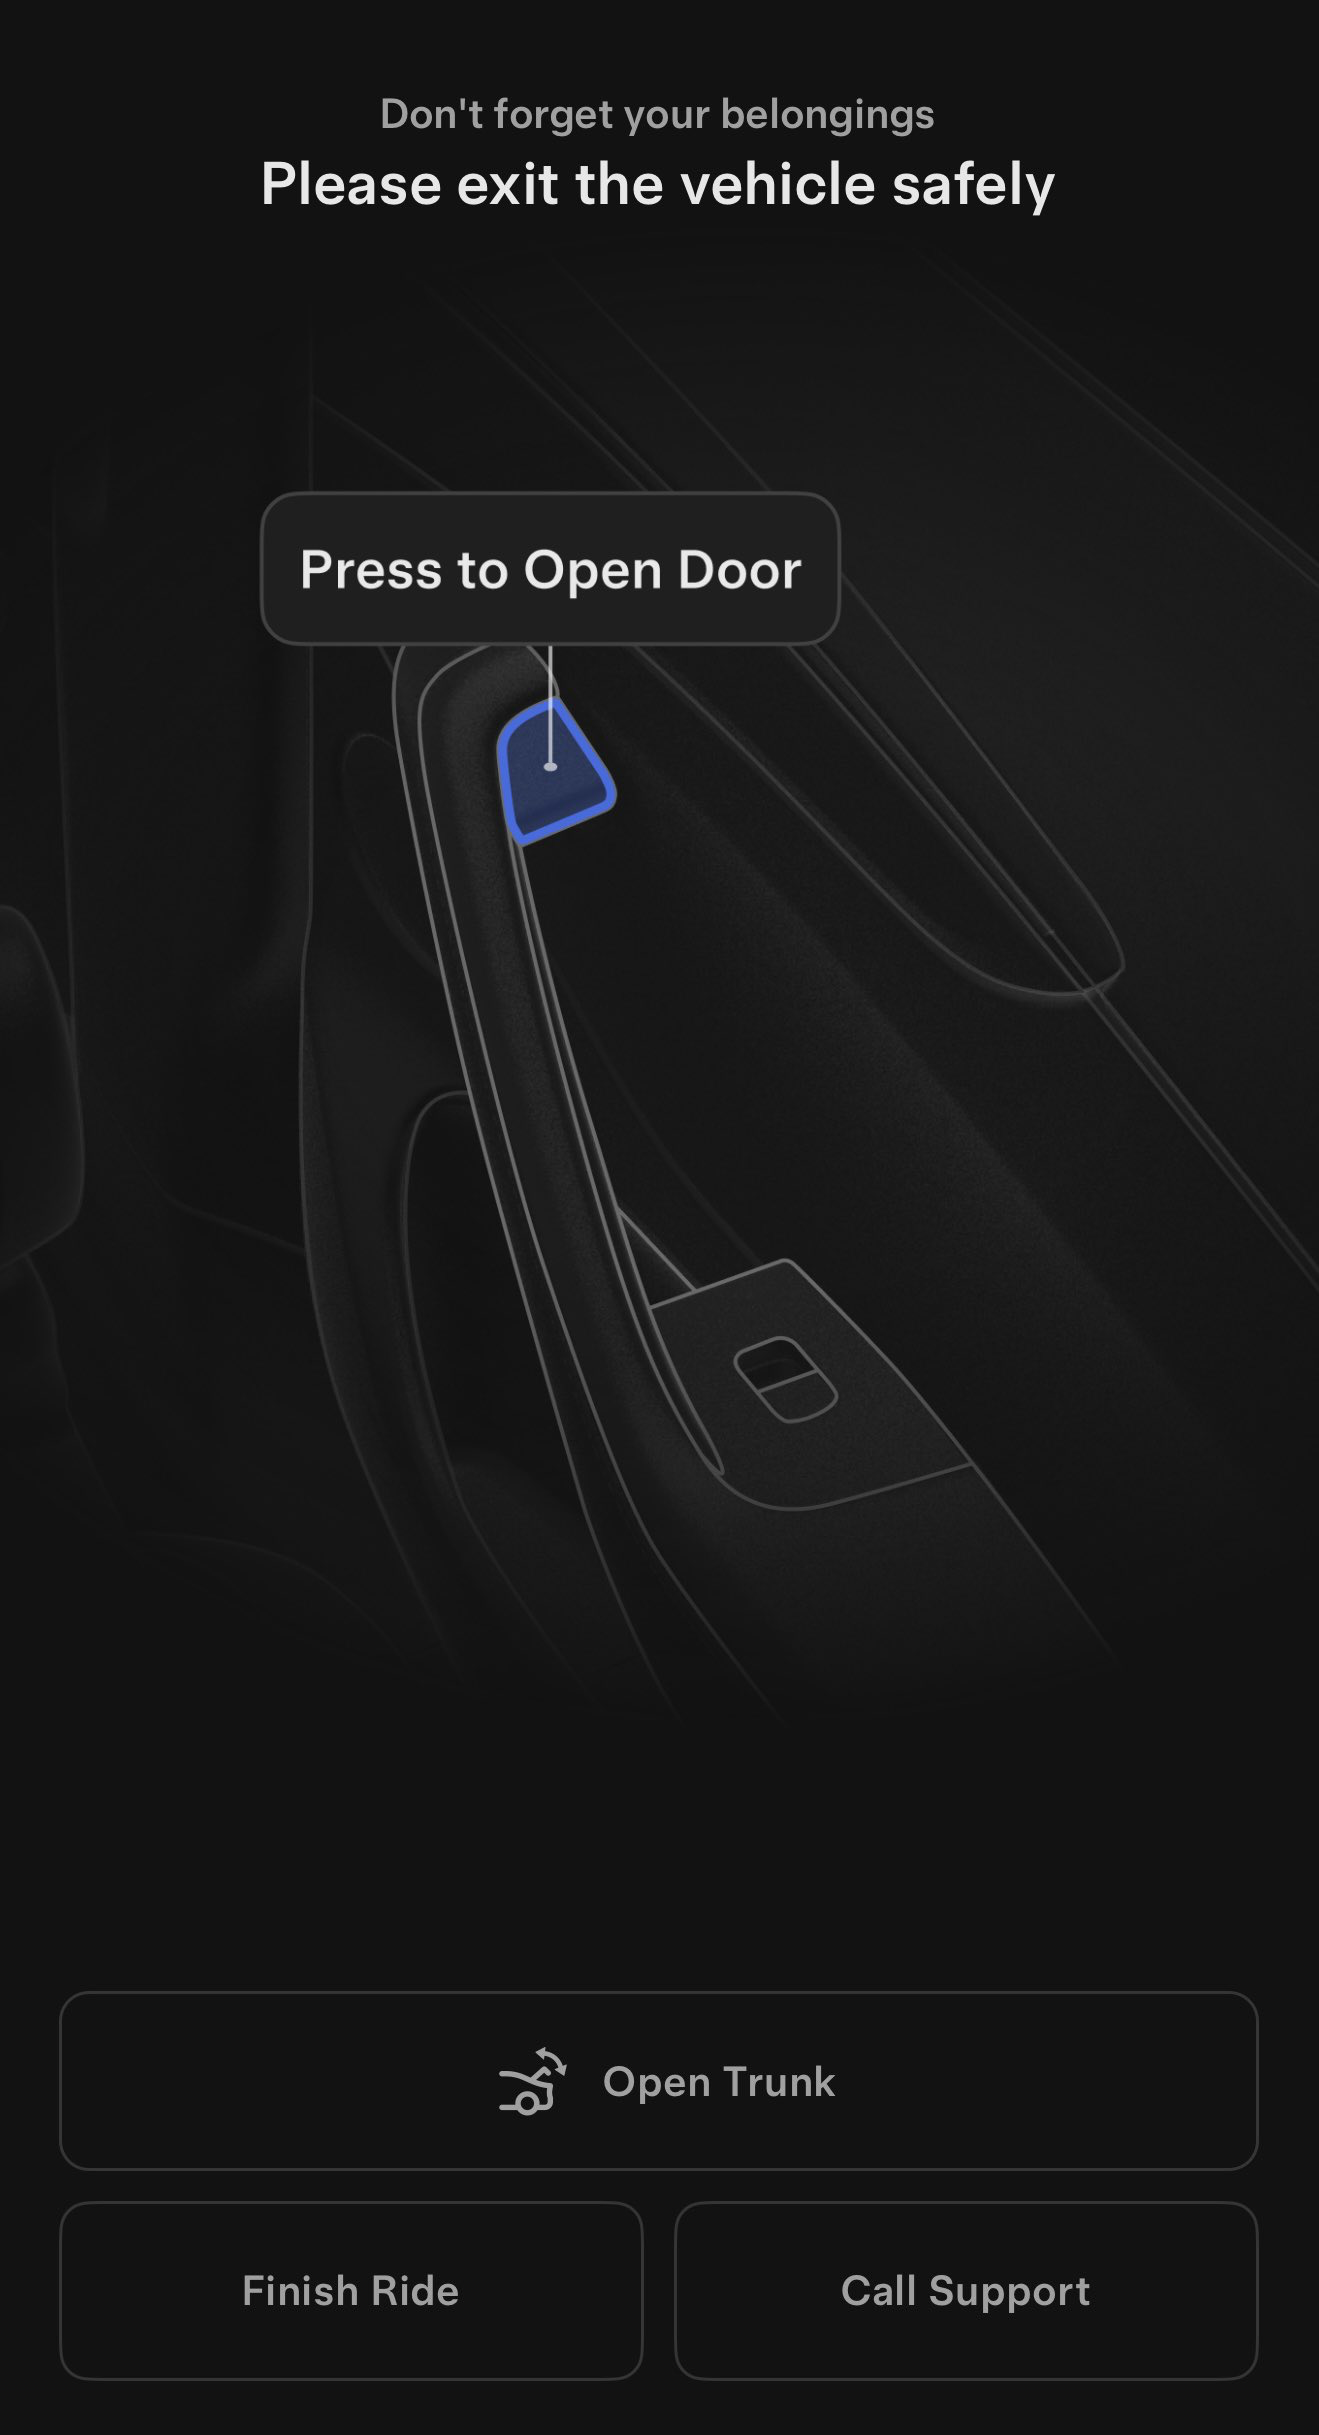 Don't forget your belongings
Please exit the vehicle safely
Press to Open Door
Open Trunk
Finish Ride
Call Support